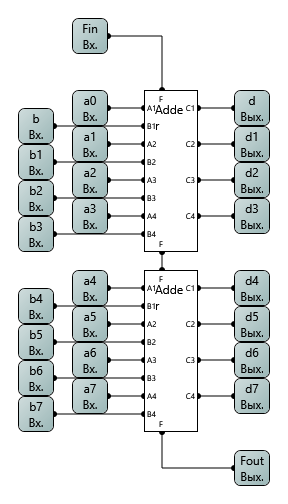 Fin
Вх.
F
a0
Вх.
A1
Adde
r
C1
d
Вых.
b
Вх.
B1
a1
Вх.
A2
C2
d1
Вых.
b1
Вх.
B2
a2
Вх.
A3
C3
d2
Вых.
b2
Вх.
B3
a3
Вх.
A4
C4
d3
Вых.
b3
Вх.
B4
F
F
a4
Вх.
A1
Adde
r
C1
d4
Вых.
b4
Вх.
B1
a5
Вх.
A2
C2
d5
Вых.
b5
Вх.
B2
a6
Вх.
A3
C3
d6
Вых.
b6
Вх.
B3
a7
Вх.
A4
C4
d7
Вых.
b7
Вх.
B4
F
Fout
Вых.